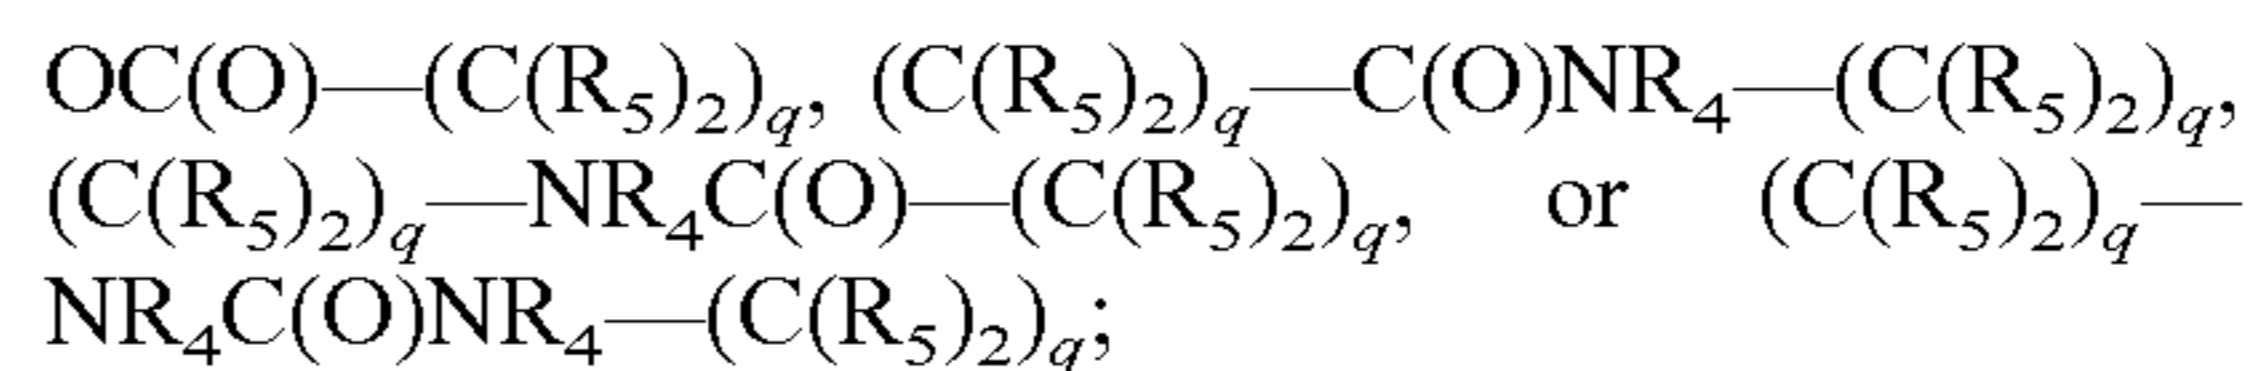 OC(O)—(C(R₅)₂)q, (C(R₅)₂)q—C(O)NR₄—(C(R₅)₂)q,
(C(R₅)₂)q—NR₄C(O)—(C(R₅)₂)q, or (C(R₅)₂)q—
NR₄C(O)NR₄—(C(R₅)₂)q;